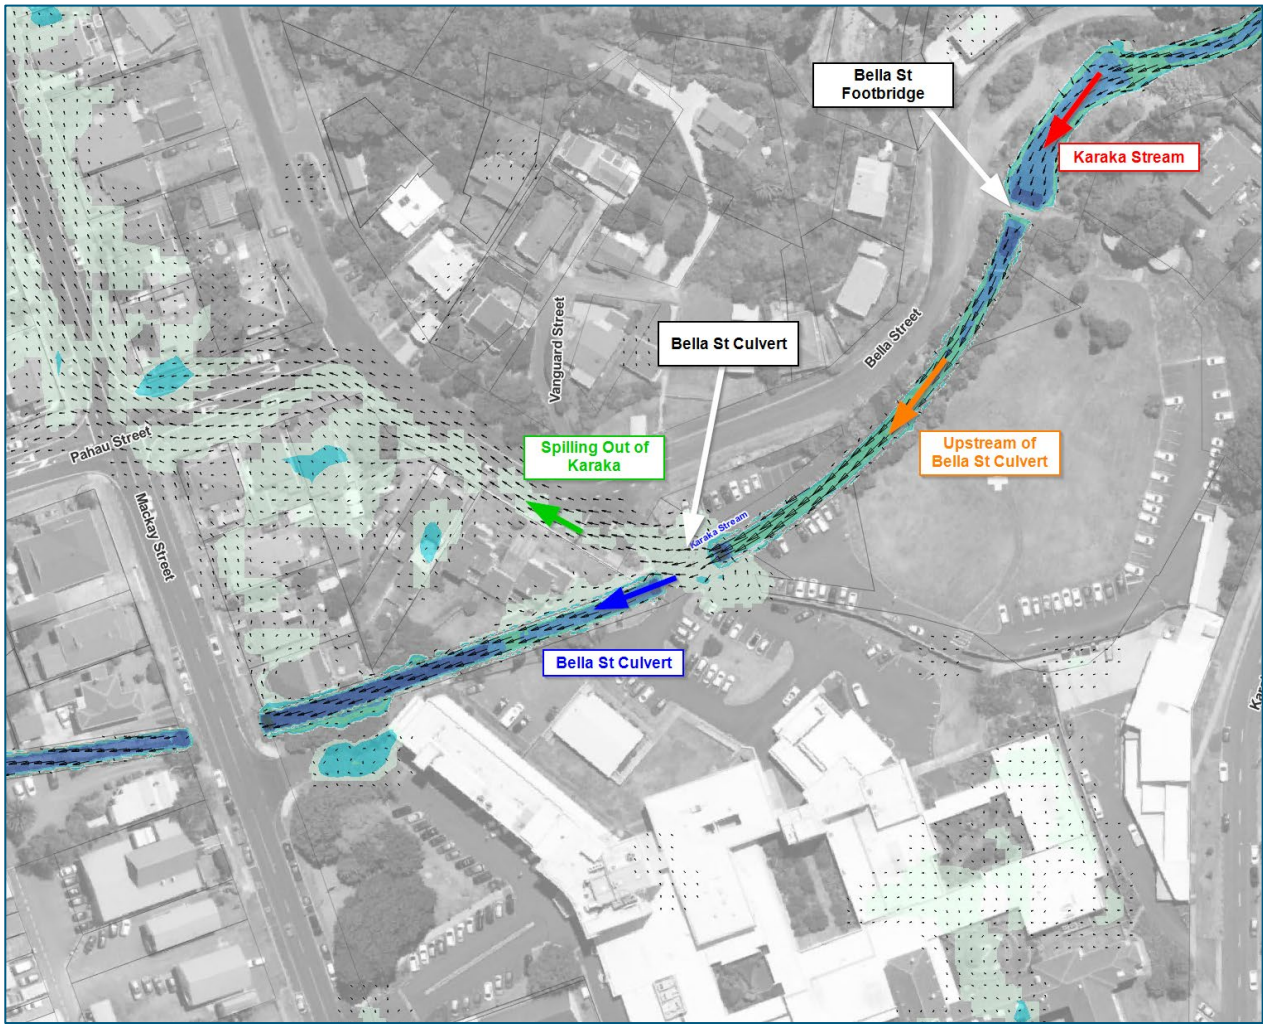 Bella St
Footbridge
Karaka Stream
Bella Street
Vanguard Street
Bella St Culvert
Pahau Street
Spilling Out of
Karaka
Upstream of
Bella St Culvert
Mackay Street
Karaka Stream
Bella St Culvert